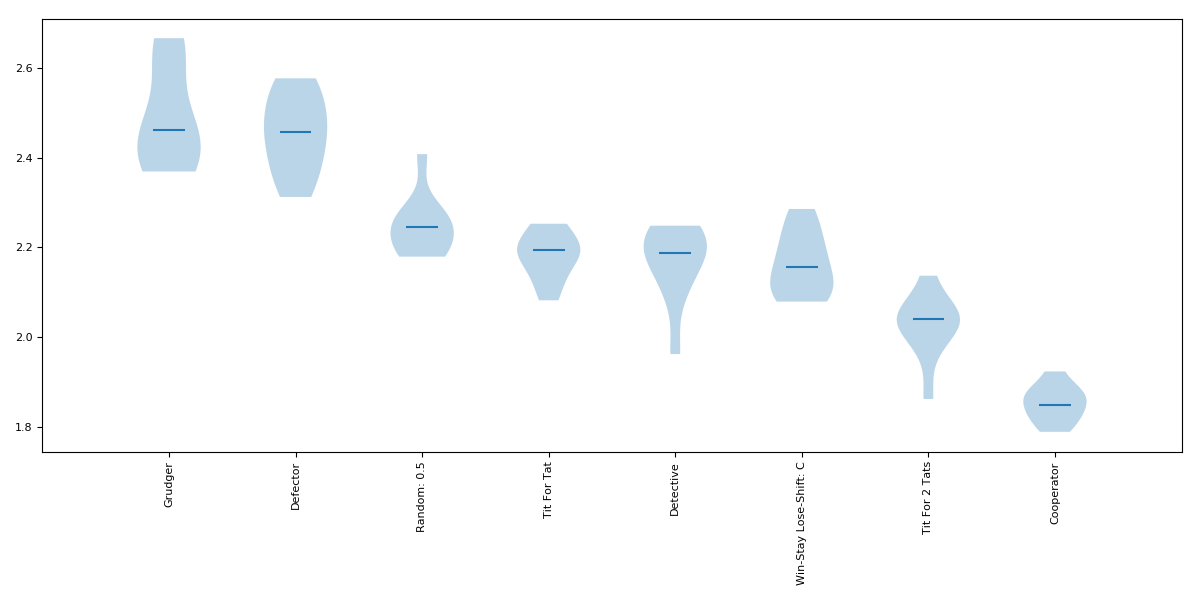 2.6
2.4
2.2
2.0
1.8
Grudger
Defector
Random: 0.5
Tit For Tat
Detective
Win-Stay Lose-Shift: C
Tit For 2 Tats
Cooperator